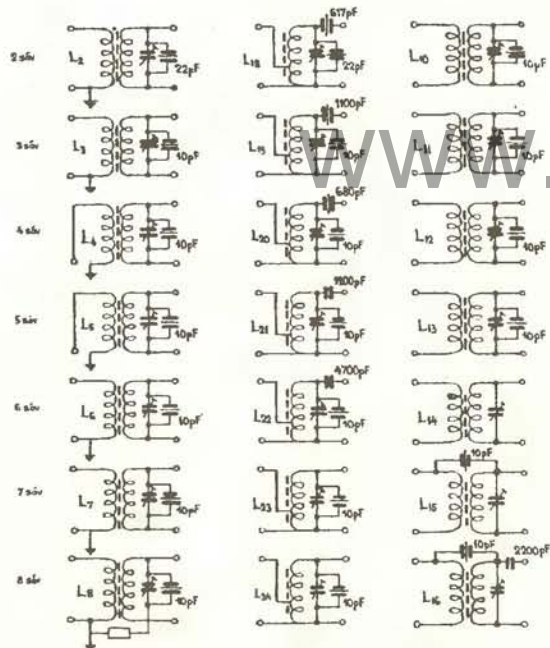 617pF
2 sáv L2 22pF L18 22pF L10 10pF
1100pF
www.
3 sáv L3 10pF L19 10pF L11 10pF
680pF
4 sáv L4 10pF L20 10pF L12 10pF
5 sáv L5 10pF L21 10pF L13 10pF
4700pF
6 sáv L6 10pF L22 10pF L14
10pF
7 sáv L7 10pF L23 10pF L15
10pF 2200pF
8 sáv L8 10pF L24 10pF L16